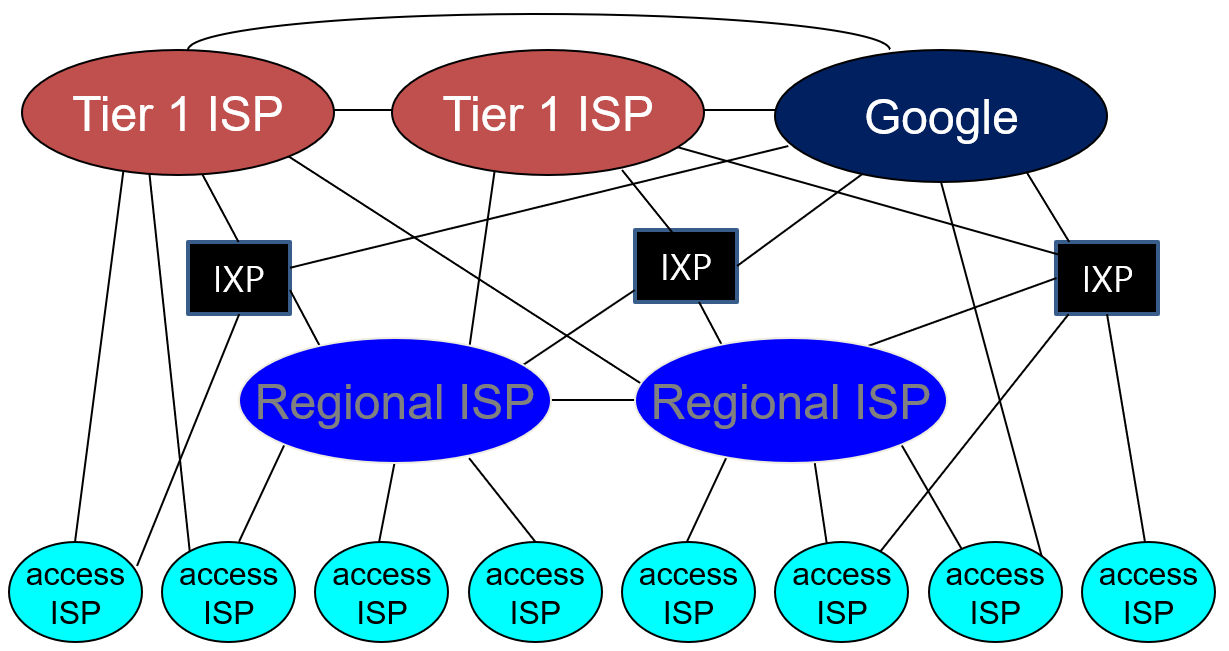 Tier 1 ISP
Tier 1 ISP
Google
IXP
IXP
IXP
Regional ISP
Regional ISP
access
ISP
access
ISP
access
ISP
access
ISP
access
ISP
access
ISP
access
ISP
access
ISP